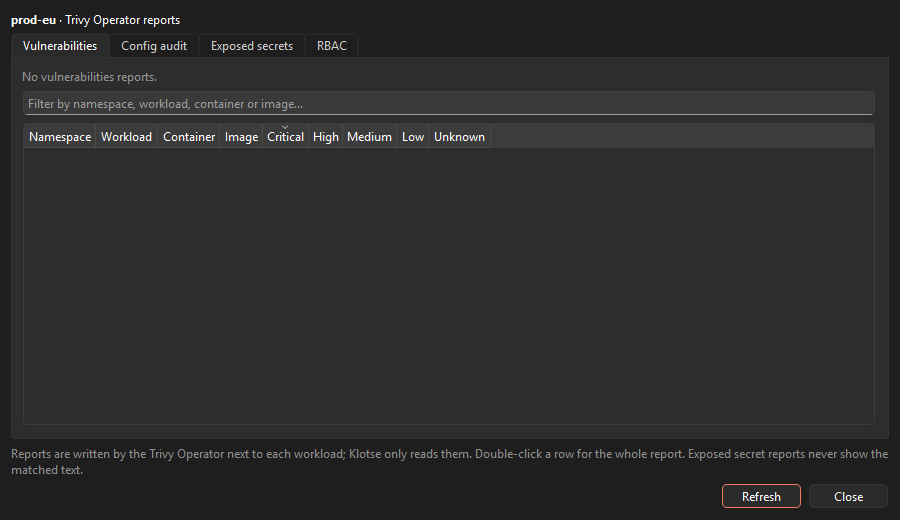 prod-eu · Trivy Operator reports
Vulnerabilities Config audit Exposed secrets RBAC
No vulnerabilities reports.
Filter by namespace, workload, container or image...
Namespace Workload Container Image Critical High Medium Low Unknown
Reports are written by the Trivy Operator next to each workload; Klotse only reads them. Double-click a row for the whole report. Exposed secret reports never show the
matched text.
Refresh Close